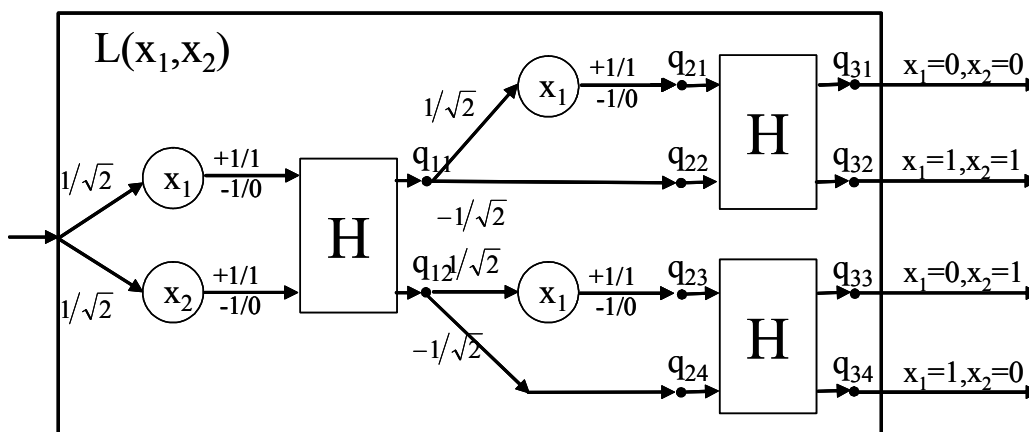 L(x₁,x₂)
1/√2
x₁
+1/1
-1/0
1/√2
x₂
+1/1
-1/0
H
q₁₁
1/√2
x₁
+1/1
-1/0
q₂₁
q₂₂
-1/√2
H
q₃₁
x₁=0,x₂=0
q₃₂
x₁=1,x₂=1
q₁₂
1/√2
x₁
+1/1
-1/0
q₂₃
-1/√2
q₂₄
H
q₃₃
x₁=0,x₂=1
q₃₄
x₁=1,x₂=0